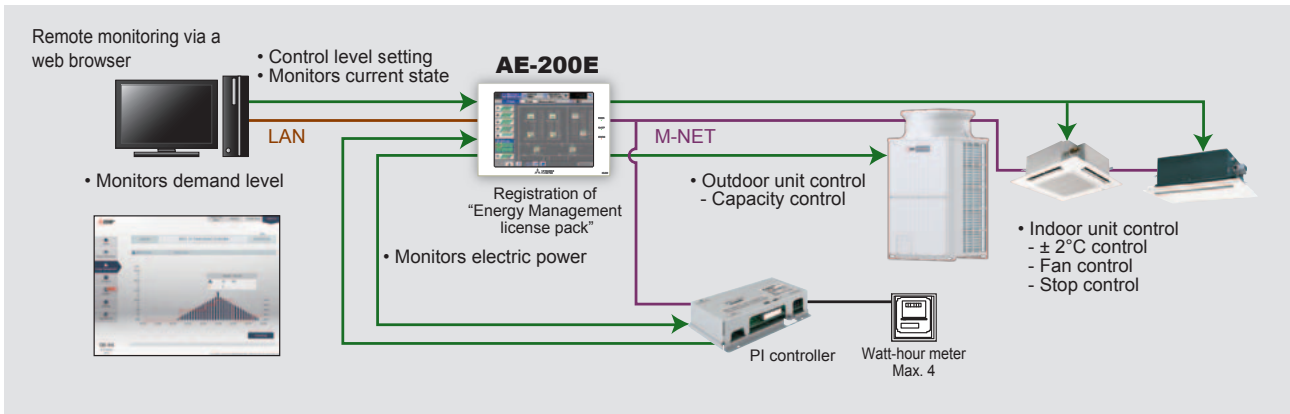 Remote monitoring via a
web browser
• Control level setting
• Monitors current state
AE-200E
LAN
M-NET
• Monitors demand level
Registration of
“Energy Management
license pack”
• Outdoor unit control
- Capacity control
• Indoor unit control
- ± 2°C control
- Fan control
- Stop control
• Monitors electric power
PI controller
Watt-hour meter
Max. 4